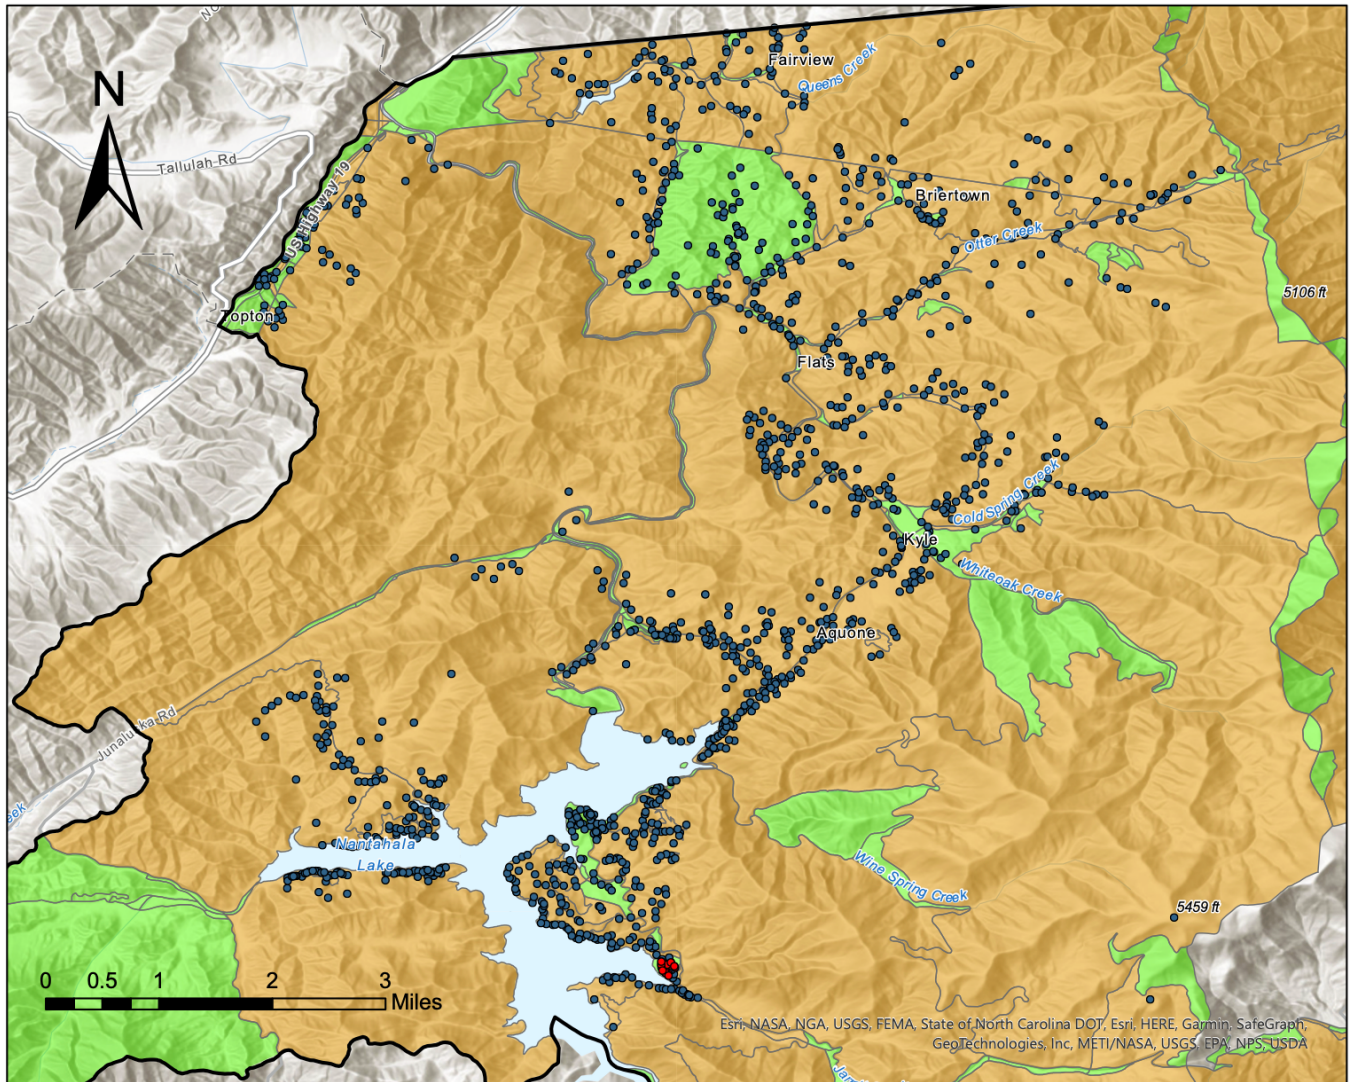 NO
N
Tallulah Rd
US Highway 19
Fairview
Queens Creek
Briertown
Otter Creek
5106 ft
Topton
Flats
Cold Spring Creek
Kyle
Whiteoak Creek
Aquone
Junaluska Rd
eek
Nantahala
Lake
Wine Spring Creek
5459 ft
0 0.5 1 2 3
Miles
Esri, NASA, NGA, USGS, FEMA, State of North Carolina DOT, Esri, HERE, Garmin, SafeGraph,
GeoTechnologies, Inc, METI/NASA, USGS, EPA, NPS, USDA